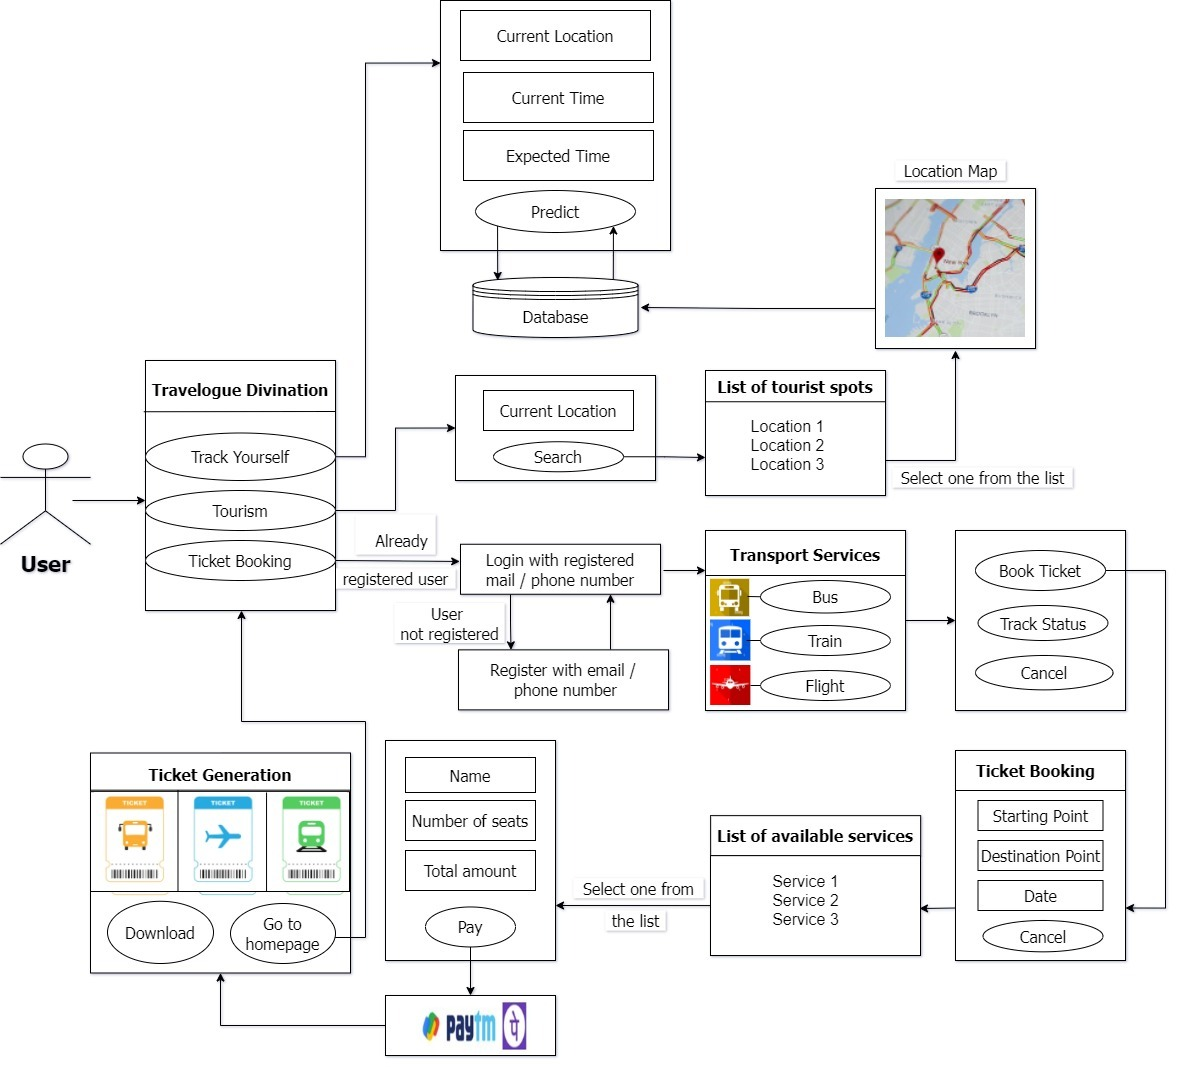 Current Location
Current Time
Expected Time
Predict
Database
Location Map
New York
BROOKLYN
Travelogue Divination
Track Yourself
Tourism
Ticket Booking
User
Current Location
Search
List of tourist spots
Location 1
Location 2
Location 3
Select one from the list
Already
registered user
Login with registered
mail / phone number
User
not registered
Register with email /
phone number
Transport Services
Bus
Train
Flight
Book Ticket
Track Status
Cancel
Ticket Booking
Starting Point
Destination Point
Date
Cancel
List of available services
Service 1
Service 2
Service 3
Select one from
the list
Name
Number of seats
Total amount
Pay
paytm
पे
Ticket Generation
TICKET
TICKET
TICKET
Download
Go to
homepage